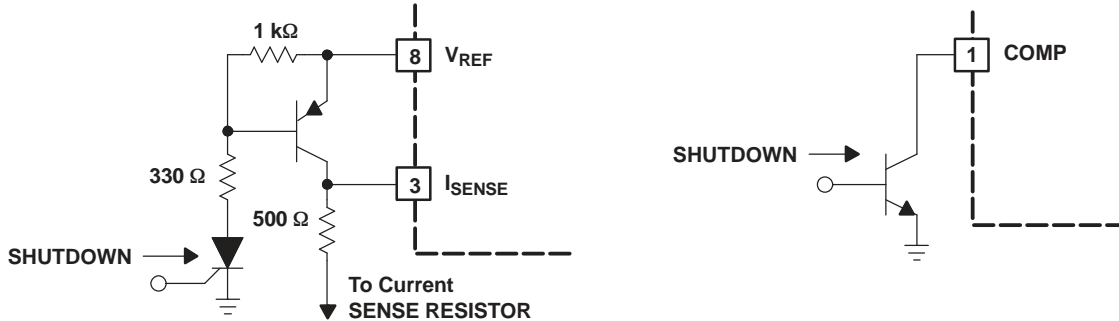 1 kΩ
8
VREF
330 Ω
3
ISENSE
500 Ω
SHUTDOWN
To Current
SENSE RESISTOR
1
COMP
SHUTDOWN